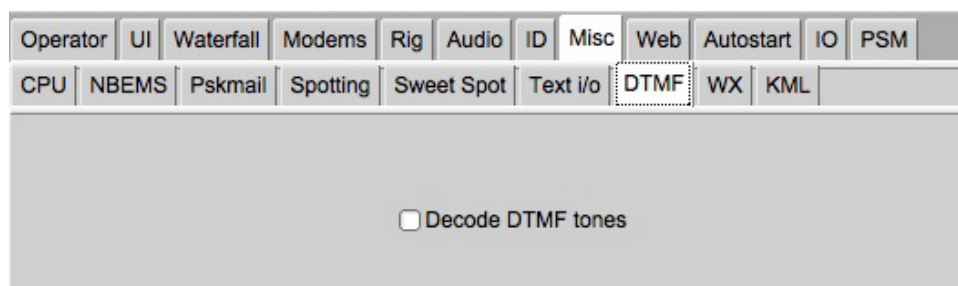 Operator UI Waterfall Modems Rig Audio ID Misc Web Autostart IO PSM
CPU NBEMS Pskmail Spotting Sweet Spot Text i/o DTMF WX KML
Decode DTMF tones